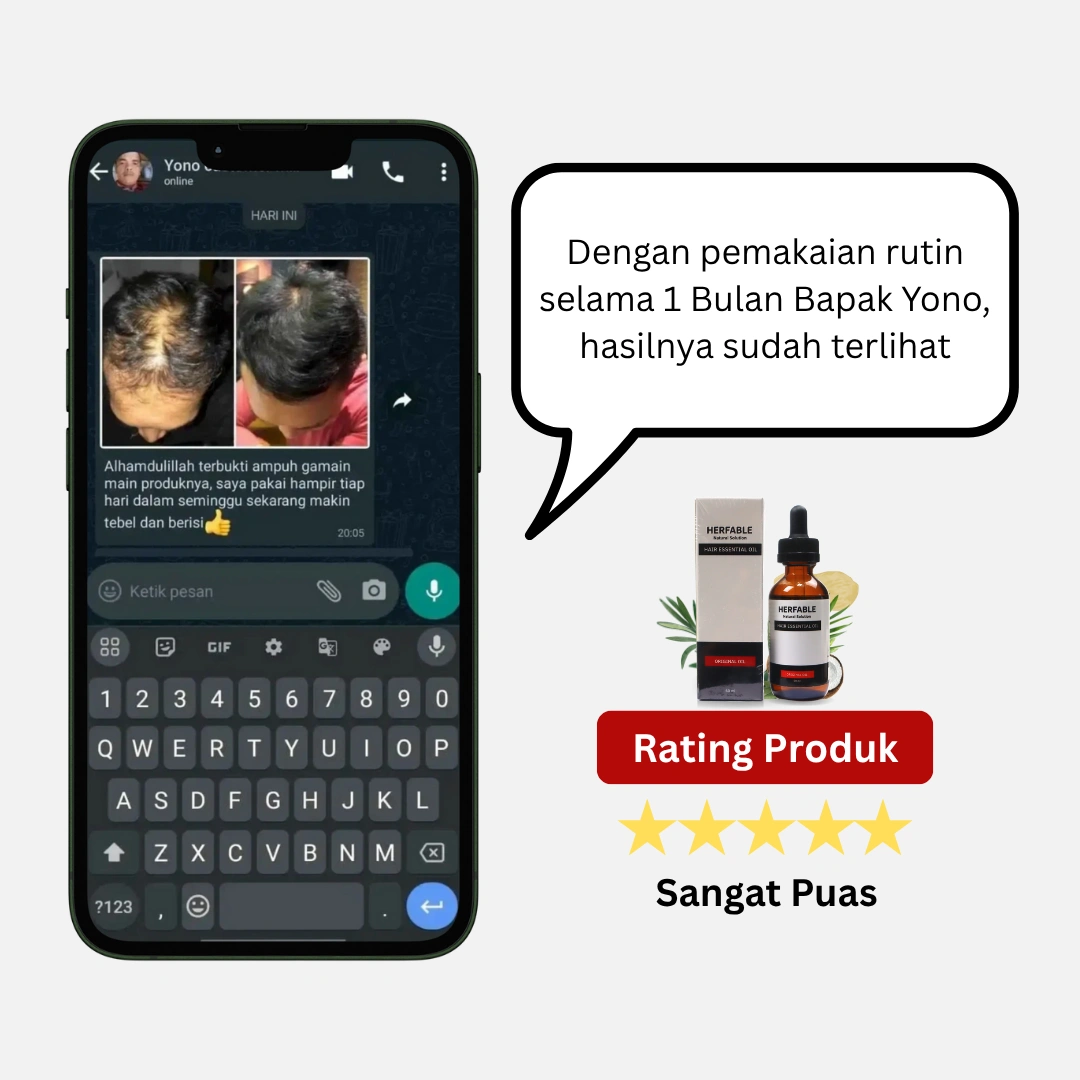 Yono
online
HARI INI
Alhamdulillah terbukti ampuh gamain
main produknya, saya pakai hampir tiap
hari dalam seminggu sekarang makin
tebel dan berisi👍
20:05
Ketik pesan
GIF
1 2 3 4 5 6 7 8 9 0
Q W E R T Y U I O P
A S D F G H J K L
Z X C V B N M
?123 , .
Dengan pemakaian rutin
selama 1 Bulan Bapak Yono,
hasilnya sudah terlihat
HERFABLE
Natural Solution
HAIR ESSENTIAL OIL
ORIGINAL OIL
HERFABLE
Natural Solution
HAIR ESSENTIAL OIL
Rating Produk
Sangat Puas